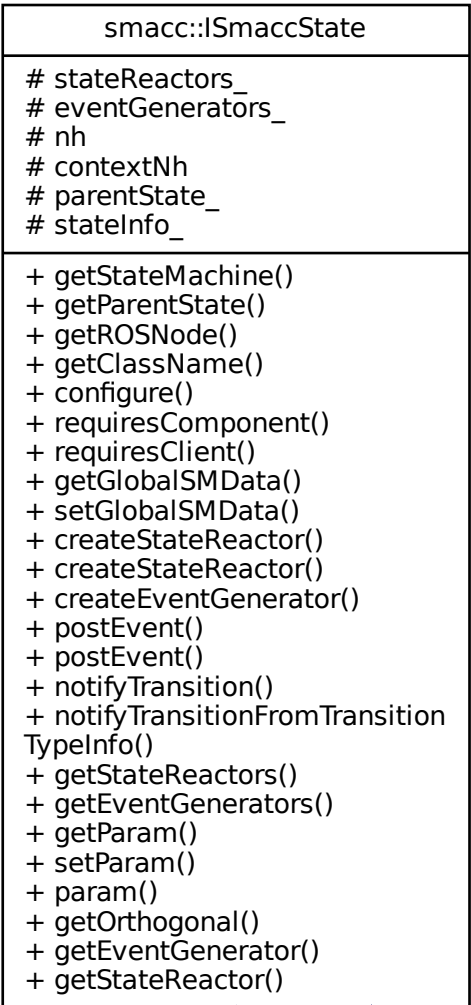 smacc::ISmaccState
# stateReactors_
# eventGenerators_
# nh
# contextNh
# parentState_
# stateInfo_
+ getStateMachine()
+ getParentState()
+ getROSNode()
+ getClassName()
+ configure()
+ requiresComponent()
+ requiresClient()
+ getGlobalSMData()
+ setGlobalSMData()
+ createStateReactor()
+ createStateReactor()
+ createEventGenerator()
+ postEvent()
+ postEvent()
+ notifyTransition()
+ notifyTransitionFromTransition
TypeInfo()
+ getStateReactors()
+ getEventGenerators()
+ getParam()
+ setParam()
+ param()
+ getOrthogonal()
+ getEventGenerator()
+ getStateReactor()